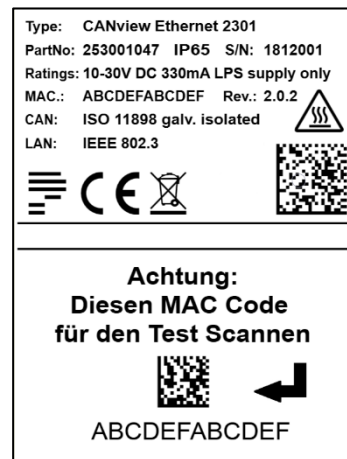 Type: CANview Ethernet 2301
PartNo: 253001047 IP65 S/N: 1812001
Ratings: 10-30V DC 330mA LPS supply only
MAC.: ABCDEFABCDEF Rev.: 2.0.2
CAN: ISO 11898 galv. isolated
LAN: IEEE 802.3
CE
Achtung:
Diesen MAC Code
für den Test Scannen
ABCDEFABCDEF